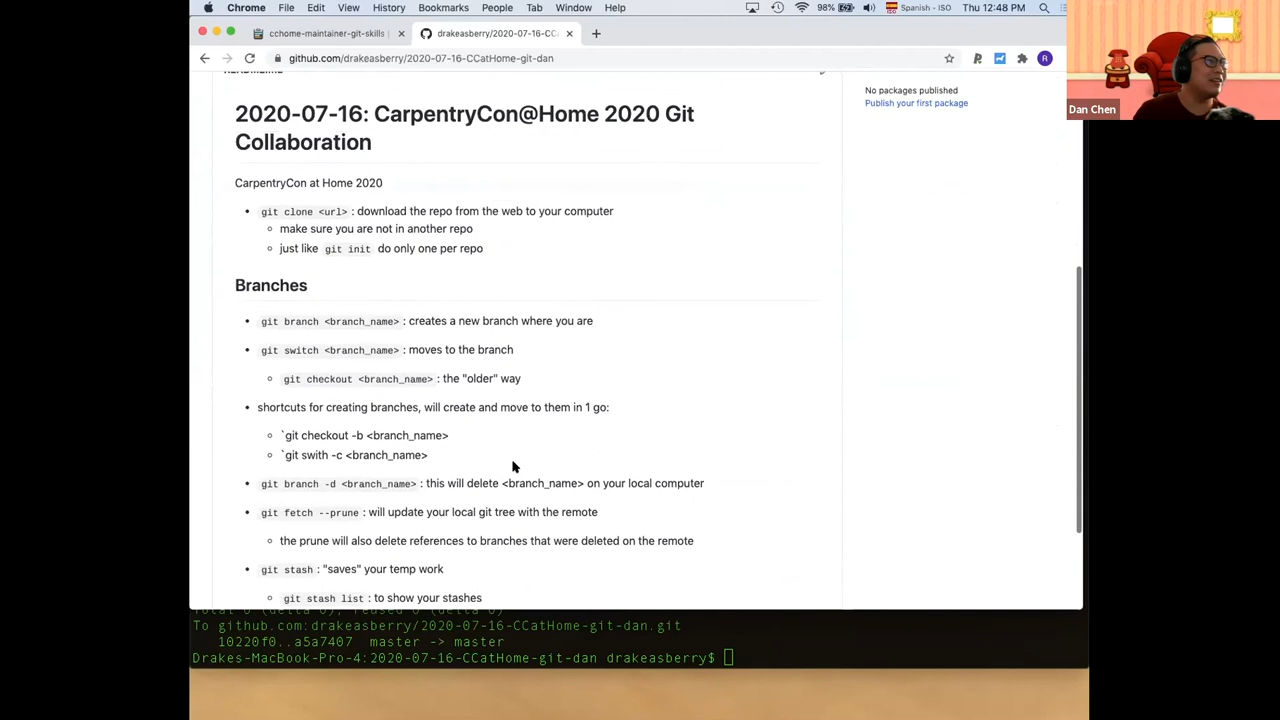 Chrome File Edit View History Bookmarks People Tab Window Help 98% Spanish - ISO Thu 12:48 PM
cchome-maintainer-git-skills
drakeasberry/2020-07-16-CC
github.com/drakeasberry/2020-07-16-CCatHome-git-dan
R
Dan Chen
No packages published
Publish your first package
2020-07-16: CarpentryCon@Home 2020 Git
Collaboration
CarpentryCon at Home 2020
git clone <url> : download the repo from the web to your computer
make sure you are not in another repo
just like git init do only one per repo
Branches
git branch <branch_name> : creates a new branch where you are
git switch <branch_name> : moves to the branch
git checkout <branch_name> : the "older" way
shortcuts for creating branches, will create and move to them in 1 go:
`git checkout -b <branch_name>
`git swith -c <branch_name>
git branch -d <branch_name> : this will delete <branch_name> on your local computer
git fetch --prune : will update your local git tree with the remote
the prune will also delete references to branches that were deleted on the remote
git stash : "saves" your temp work
git stash list : to show your stashes
To github.com:drakeasberry/2020-07-16-CCatHome-git-dan.git
10220f0..a5a7407 master -> master
Drakes-MacBook-Pro-4:2020-07-16-CCatHome-git-dan drakeasberry$